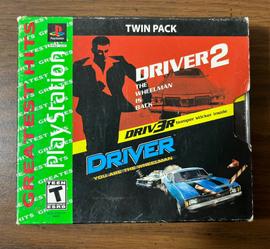 TWIN PACK
PlayStation
GREATEST HITS
DRIVER 2
THE
WHEELMAN
IS
BACK
DRIV3R bumper sticker inside
DRIVER
YOU ARE THE WHEELMAN
TEEN
T
ESRB